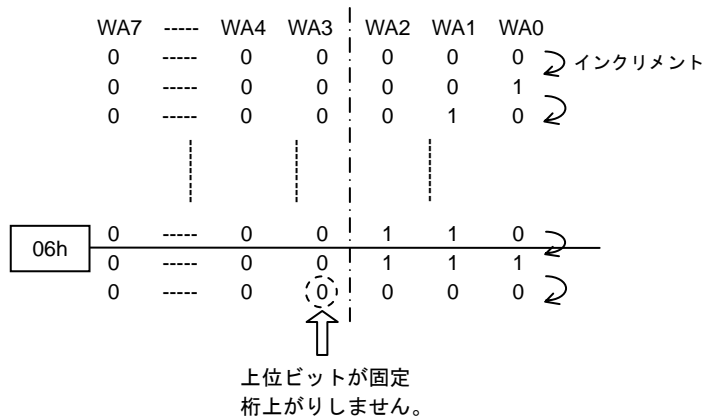 WA7 ----- WA4 WA3 WA2 WA1 WA0
0 ----- 0 0 0 0 0 インクリメント
0 ----- 0 0 0 0 1
0 ----- 0 0 0 1 0
06h 0 ----- 0 0 1 1 0
0 ----- 0 0 1 1 1
0 ----- 0 0 0 0 0
上位ビットが固定
桁上がりしません。